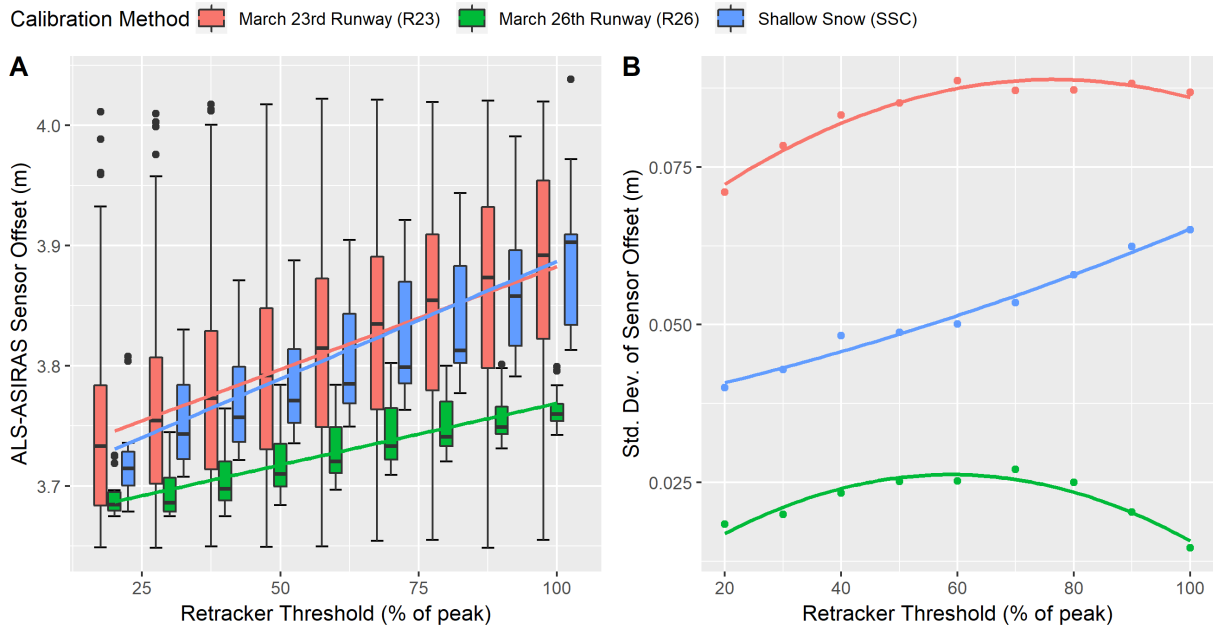 Calibration Method March 23rd Runway (R23) March 26th Runway (R26) Shallow Snow (SSC)
A
ALS-ASIRAS Sensor Offset (m)
4.0
3.9
3.8
3.7
25 50 75 100
Retracker Threshold (% of peak)
B
Std. Dev. of Sensor Offset (m)
0.075
0.050
0.025
20 40 60 80 100
Retracker Threshold (% of peak)